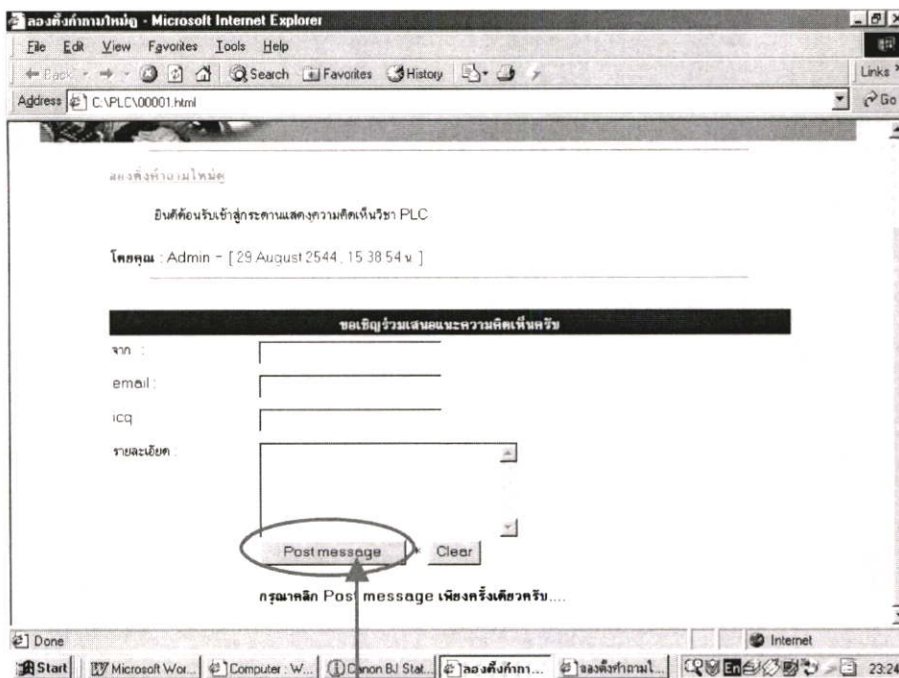 ลองตั้งคำถามใหม่ดู - Microsoft Internet Explorer
File Edit View Favorites Tools Help
Back Search Favorites History
Links
Address C:\PLC\00001.html Go
ลองตั้งคำถามใหม่ดู
ยินดีต้อนรับเข้าสู่กระดานแสดงความคิดเห็นวิชา PLC
โดยคุณ : Admin - [ 29 August 2544 , 15:38:54 น. ]
ขอเชิญร่วมเสนอแนะความคิดเห็นครับ
จาก :
email :
icq
รายละเอียด :
Post message * Clear
กรุณาคลิก Post message เพียงครั้งเดียวครับ....
Done Internet
Start Microsoft Wor... Computer : W... Canon BJ Stat... ลองตั้งคำถา... ลองตั้งคำถามใ... En 23:24